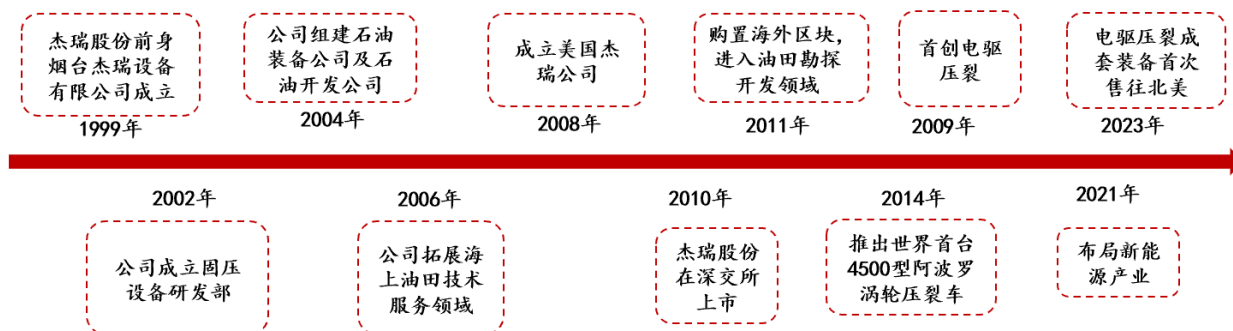 杰瑞股份前身
烟台杰瑞设备
有限公司成立
1999年
公司组建石油
装备公司及石
油开发公司
2004年
成立美国杰
瑞公司
2008年
购置海外区块,
进入油田勘探
开发领域
2011年
首创电驱
压裂
2009年
电驱压裂成
套装备首次
售往北美
2023年
2002年
公司成立固压
设备研发部
2006年
公司拓展海
上油田技术
服务领域
2010年
杰瑞股份
在深交所
上市
2014年
推出世界首台
4500型阿波罗
涡轮压裂车
2021年
布局新能
源产业